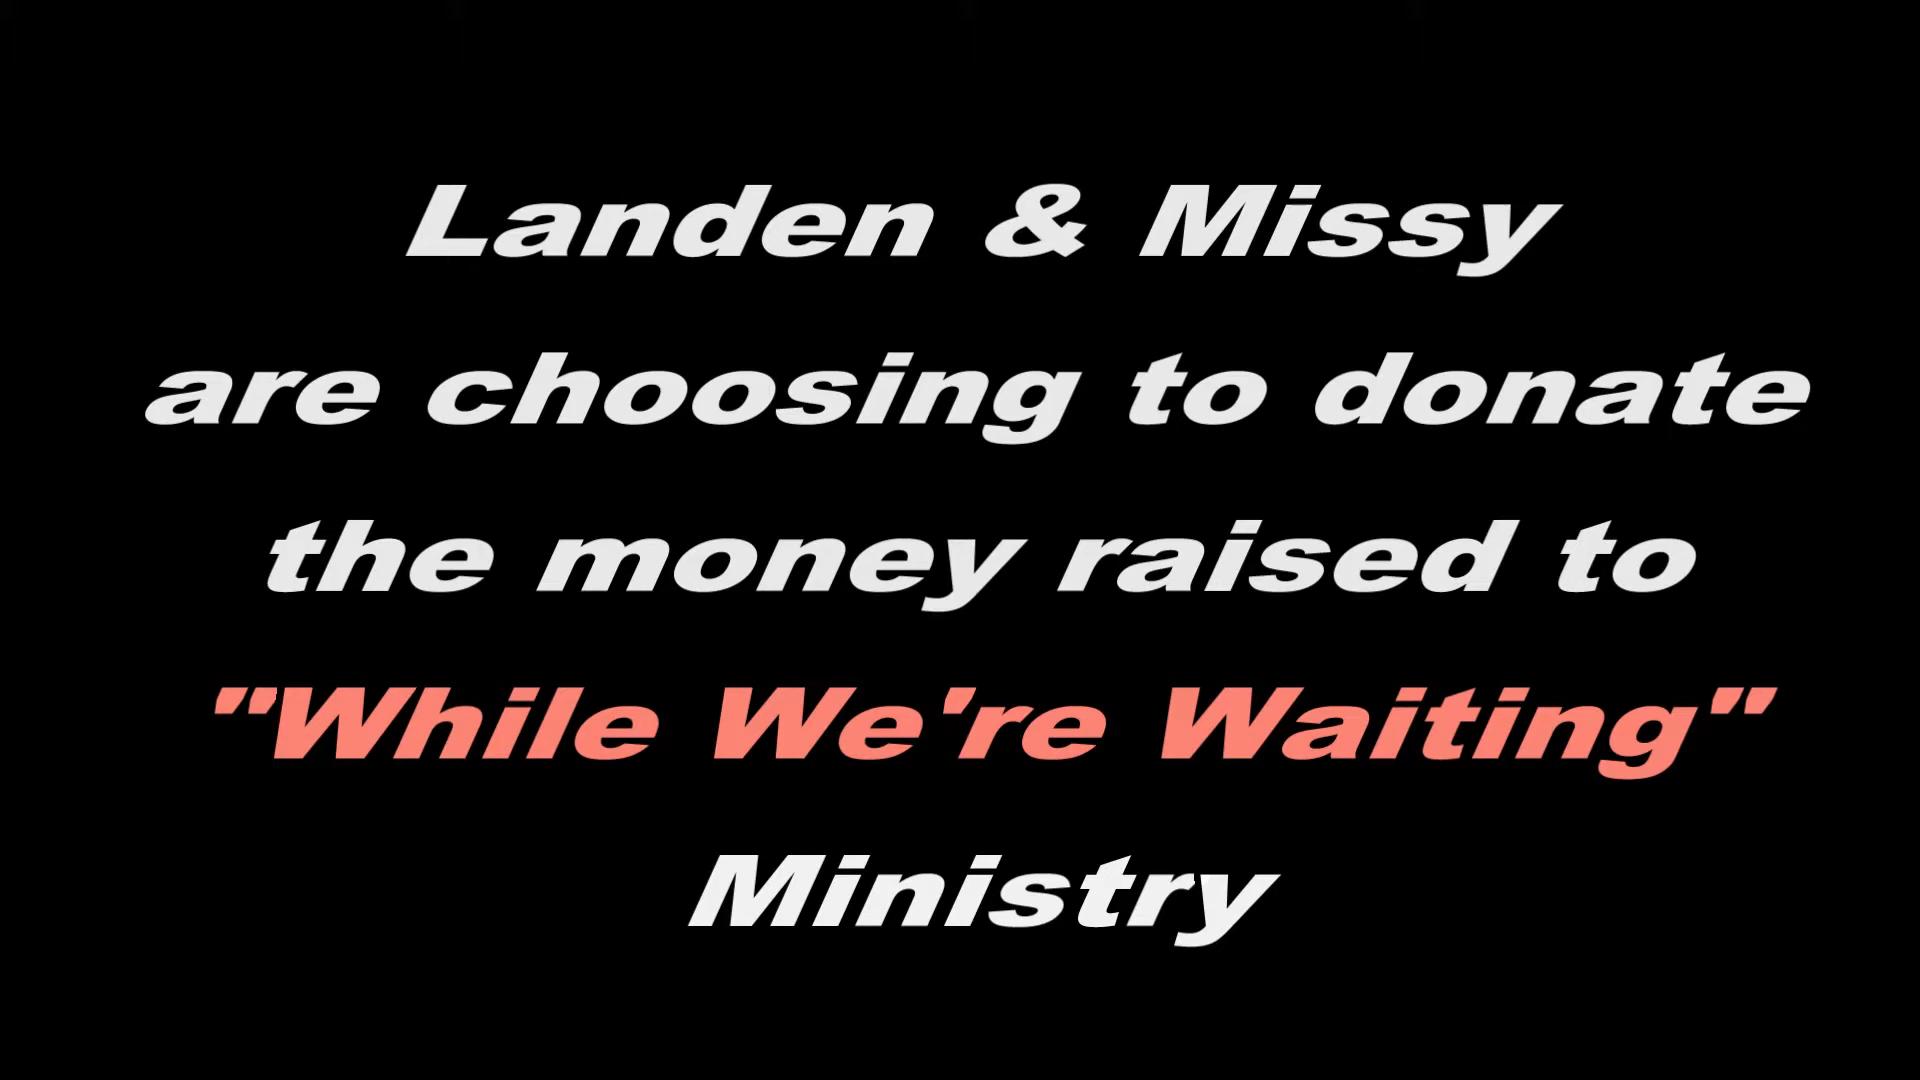 Landen & Missy
are choosing to donate
the money raised to
"While We're Waiting"
Ministry